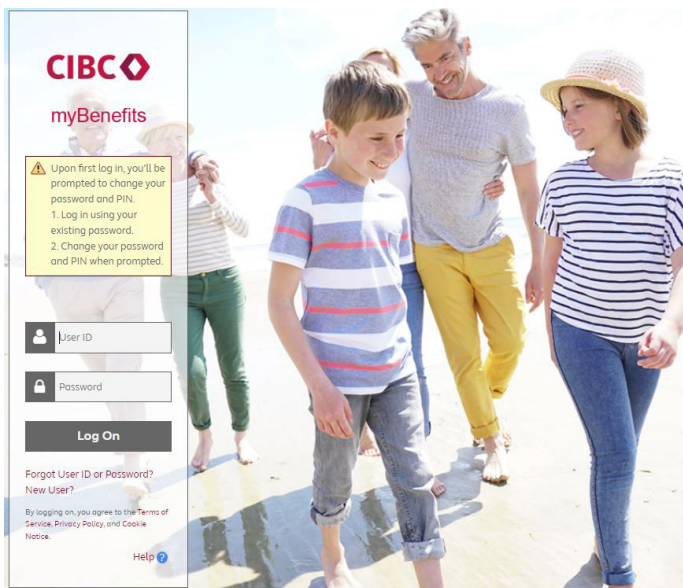 CIBC
myBenefits
Upon first log in, you'll be
prompted to change your
password and PIN.
1. Log in using your
existing password.
2. Change your password
and PIN when prompted.
User ID
Password
Log On
Forgot User ID or Password?
New User?
By logging on, you agree to the Terms of
Service, Privacy Policy, and Cookie
Notice.
Help ?